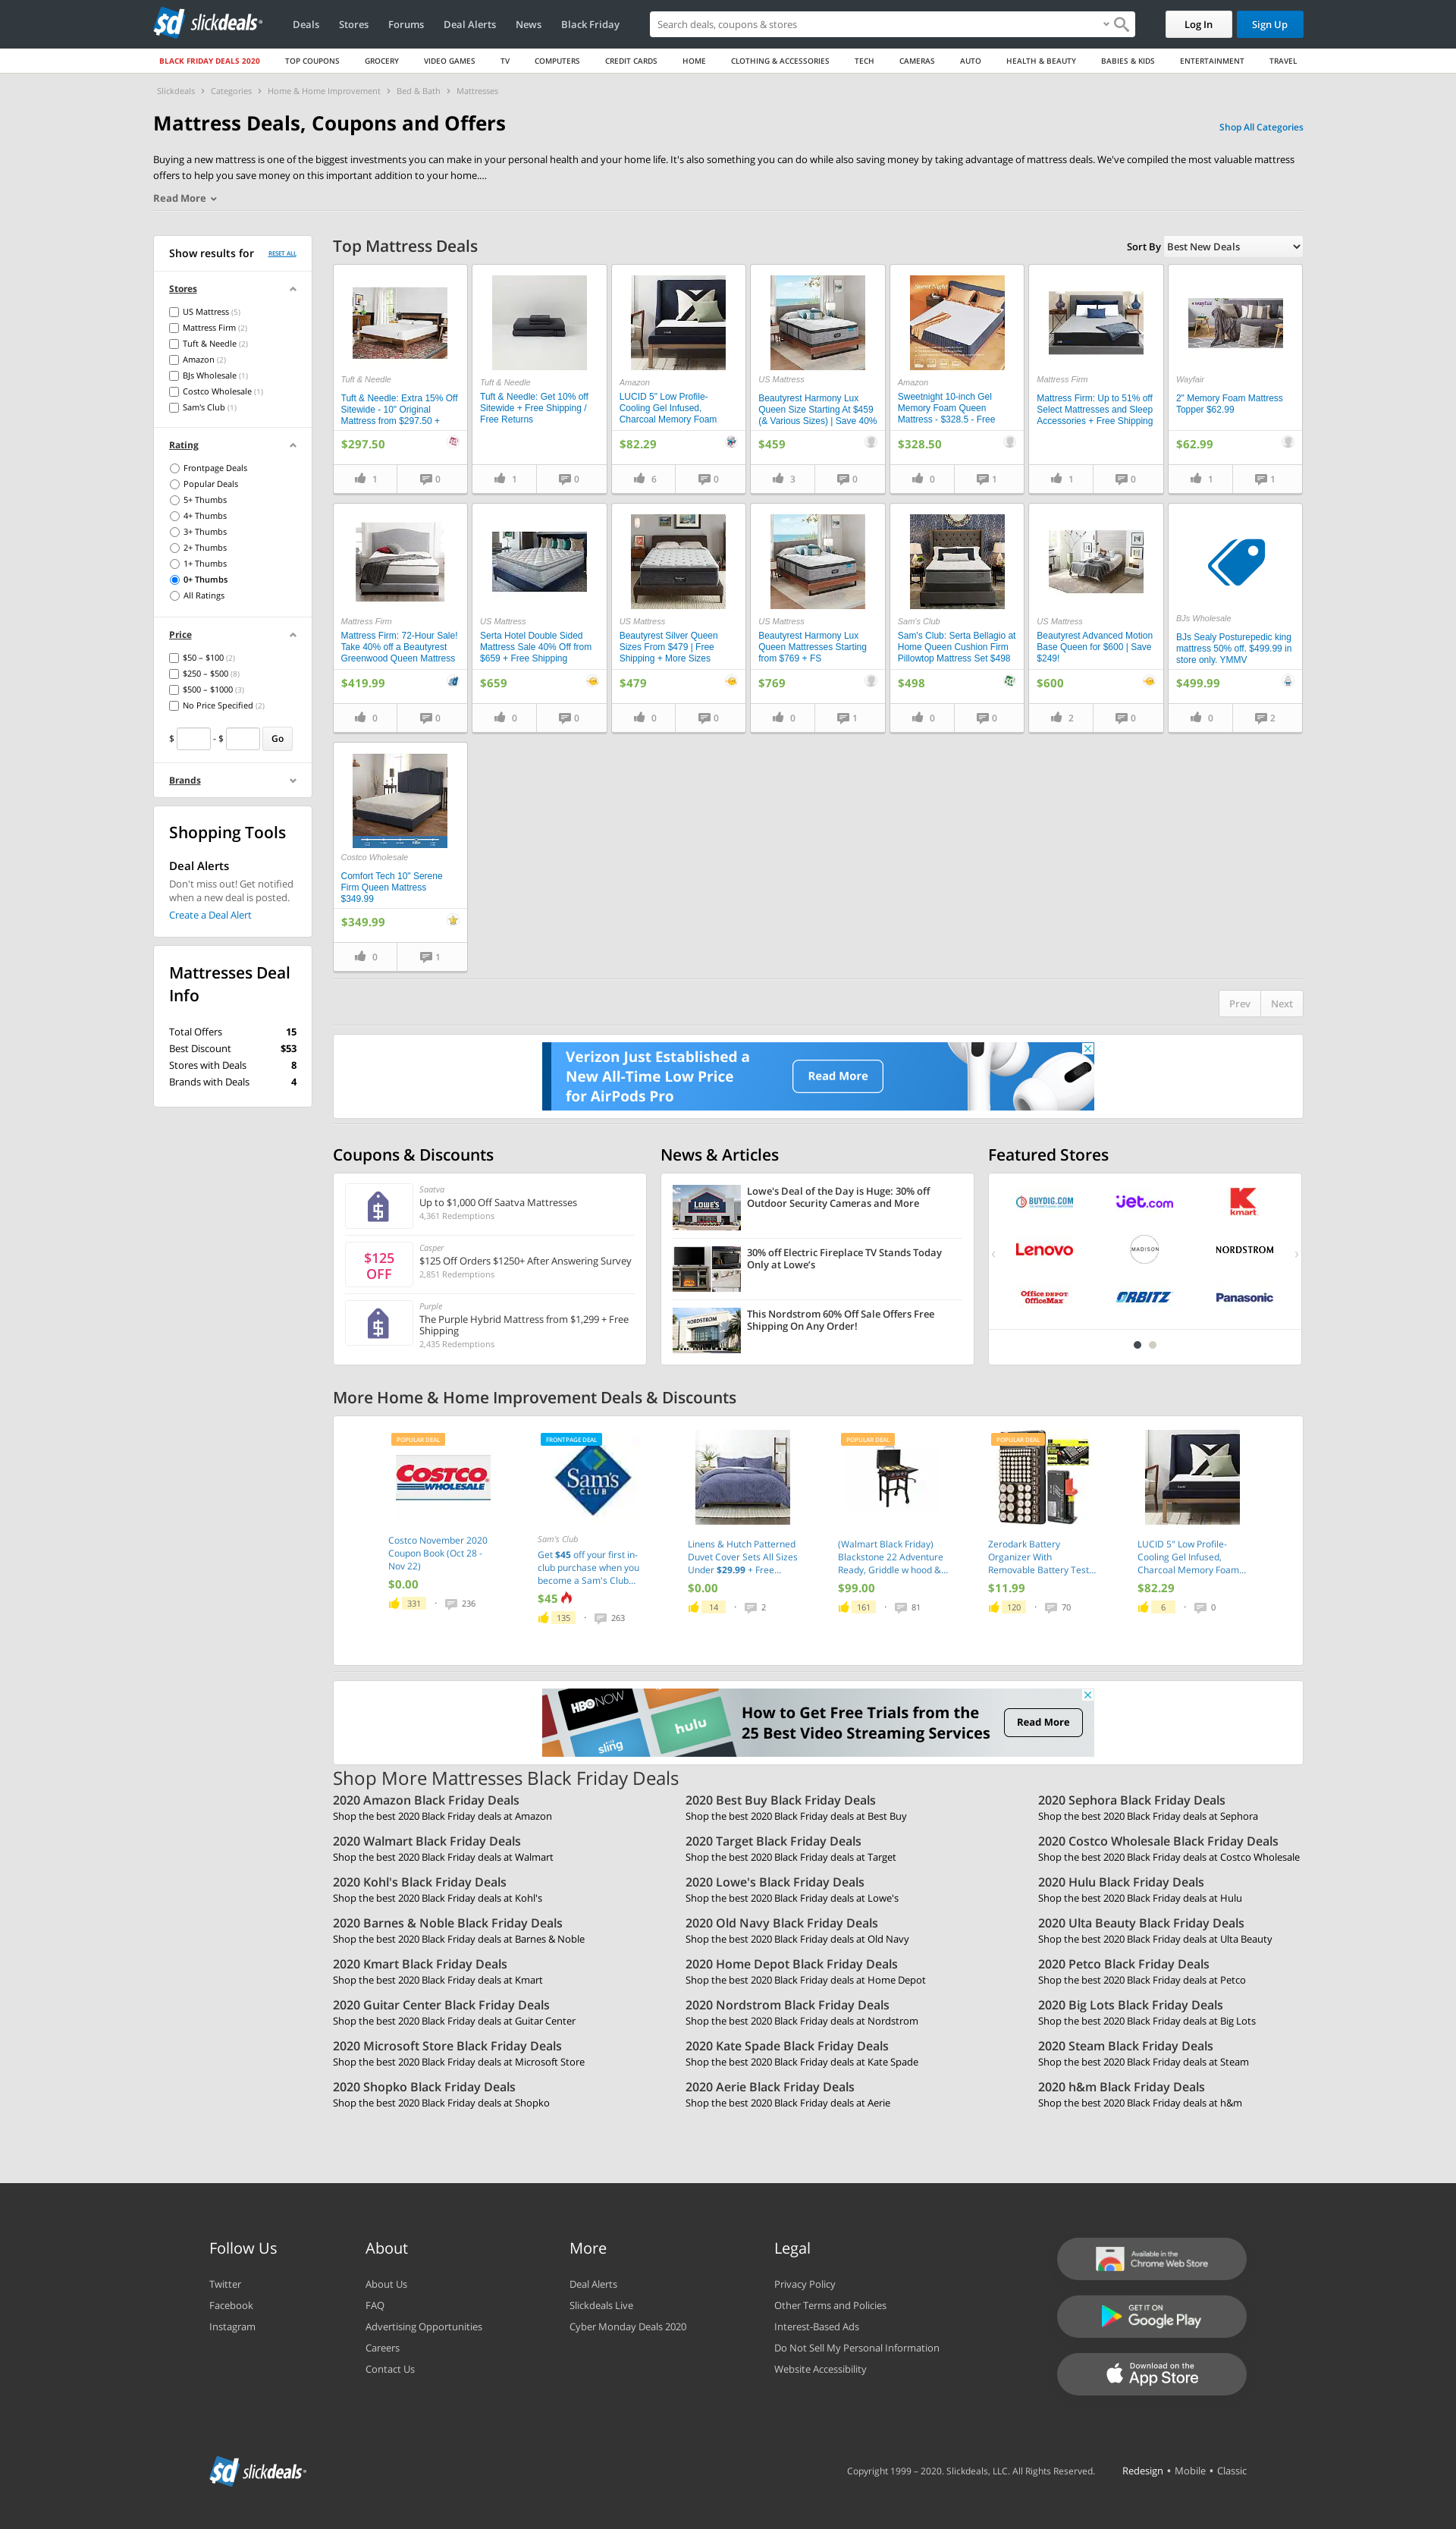 slickdeals
Deals
Stores
Forums
Deal Alerts
News
Black Friday
Search deals, coupons & stores
Log In
Sign Up
BLACK FRIDAY DEALS 2020
TOP COUPONS
GROCERY
VIDEO GAMES
TV
COMPUTERS
CREDIT CARDS
HOME
CLOTHING & ACCESSORIES
TECH
CAMERAS
AUTO
HEALTH & BEAUTY
BABIES & KIDS
ENTERTAINMENT
TRAVEL
Slickdeals › Categories › Home & Home Improvement › Bed & Bath › Mattresses
Mattress Deals, Coupons and Offers
Shop All Categories
Buying a new mattress is one of the biggest investments you can make in your personal health and your home life. It's also something you can do while also saving money by taking advantage of mattress deals. We've compiled the most valuable mattress
offers to help you save money on this important addition to your home....
Read More
Show results for
RESET ALL
Stores
US Mattress (5)
Mattress Firm (2)
Tuft & Needle (2)
Amazon (2)
BJs Wholesale (1)
Costco Wholesale (1)
Sam's Club (1)
Rating
Frontpage Deals
Popular Deals
5+ Thumbs
4+ Thumbs
3+ Thumbs
2+ Thumbs
1+ Thumbs
0+ Thumbs
All Ratings
Price
$50 – $100 (2)
$250 – $500 (8)
$500 – $1000 (3)
No Price Specified (2)
$ - $ Go
Brands
Shopping Tools
Deal Alerts
Don't miss out! Get notified
when a new deal is posted.
Create a Deal Alert
Mattresses Deal
Info
Total Offers 15
Best Discount $53
Stores with Deals 8
Brands with Deals 4
Top Mattress Deals
Sort By Best New Deals
Tuft & Needle
Tuft & Needle: Extra 15% Off
Sitewide - 10" Original
Mattress from $297.50 +
$297.50
1 0
Tuft & Needle
Tuft & Needle: Get 10% off
Sitewide + Free Shipping /
Free Returns
1 0
Amazon
LUCID 5" Low Profile-
Cooling Gel Infused,
Charcoal Memory Foam
$82.29
6 0
US Mattress
Beautyrest Harmony Lux
Queen Size Starting At $459
(& Various Sizes) | Save 40%
$459
3 0
Sweet Night
Amazon
Sweetnight 10-inch Gel
Memory Foam Queen
Mattress - $328.5 - Free
$328.50
0 1
Mattress Firm
Mattress Firm: Up to 51% off
Select Mattresses and Sleep
Accessories + Free Shipping
1 0
wayfair
Wayfair
2" Memory Foam Mattress
Topper $62.99
$62.99
1 1
Mattress Firm
Mattress Firm: 72-Hour Sale!
Take 40% off a Beautyrest
Greenwood Queen Mattress
$419.99
0 0
US Mattress
Serta Hotel Double Sided
Mattress Sale 40% Off from
$659 + Free Shipping
$659
0 0
US Mattress
Beautyrest Silver Queen
Sizes From $479 | Free
Shipping + More Sizes
$479
0 0
US Mattress
Beautyrest Harmony Lux
Queen Mattresses Starting
from $769 + FS
$769
0 1
Sam's Club
Sam's Club: Serta Bellagio at
Home Queen Cushion Firm
Pillowtop Mattress Set $498
$498
0 0
US Mattress
Beautyrest Advanced Motion
Base Queen for $600 | Save
$249!
$600
2 0
BJs Wholesale
BJs Sealy Posturepedic king
mattress 50% off. $499.99 in
store only. YMMV
$499.99
0 2
Costco Wholesale
Comfort Tech 10" Serene
Firm Queen Mattress
$349.99
$349.99
0 1
Prev
Next
Verizon Just Established a
New All-Time Low Price
for AirPods Pro
Read More
Coupons & Discounts
Saatva
Up to $1,000 Off Saatva Mattresses
4,361 Redemptions
$125
OFF
Casper
$125 Off Orders $1250+ After Answering Survey
2,851 Redemptions
Purple
The Purple Hybrid Mattress from $1,299 + Free
Shipping
2,435 Redemptions
News & Articles
LOWE'S
Lowe's Deal of the Day is Huge: 30% off
Outdoor Security Cameras and More
30% off Electric Fireplace TV Stands Today
Only at Lowe's
NORDSTROM
This Nordstrom 60% Off Sale Offers Free
Shipping On Any Order!
Featured Stores
BUYDIG.COM
jet.com
kmart
Lenovo
MADISON
NORDSTROM
Office DEPOT
OfficeMax
ORBITZ
Panasonic
More Home & Home Improvement Deals & Discounts
POPULAR DEAL
COSTCO
WHOLESALE
Costco November 2020
Coupon Book (Oct 28 -
Nov 22)
$0.00
331 · 236
FRONTPAGE DEAL
Sam's
CLUB
Sam's Club
Get $45 off your first in-
club purchase when you
become a Sam's Club...
$45
135 · 263
Linens & Hutch Patterned
Duvet Cover Sets All Sizes
Under $29.99 + Free...
$0.00
14 · 2
POPULAR DEAL
(Walmart Black Friday)
Blackstone 22 Adventure
Ready, Griddle w hood &...
$99.00
161 · 81
POPULAR DEAL
Zerodark Battery
Organizer With
Removable Battery Test...
$11.99
120 · 70
LUCID 5" Low Profile-
Cooling Gel Infused,
Charcoal Memory Foam...
$82.29
6 · 0
HBO NOW
hulu
sling
How to Get Free Trials from the
25 Best Video Streaming Services
Read More
Shop More Mattresses Black Friday Deals
2020 Amazon Black Friday Deals
Shop the best 2020 Black Friday deals at Amazon
2020 Best Buy Black Friday Deals
Shop the best 2020 Black Friday deals at Best Buy
2020 Sephora Black Friday Deals
Shop the best 2020 Black Friday deals at Sephora
2020 Walmart Black Friday Deals
Shop the best 2020 Black Friday deals at Walmart
2020 Target Black Friday Deals
Shop the best 2020 Black Friday deals at Target
2020 Costco Wholesale Black Friday Deals
Shop the best 2020 Black Friday deals at Costco Wholesale
2020 Kohl's Black Friday Deals
Shop the best 2020 Black Friday deals at Kohl's
2020 Lowe's Black Friday Deals
Shop the best 2020 Black Friday deals at Lowe's
2020 Hulu Black Friday Deals
Shop the best 2020 Black Friday deals at Hulu
2020 Barnes & Noble Black Friday Deals
Shop the best 2020 Black Friday deals at Barnes & Noble
2020 Old Navy Black Friday Deals
Shop the best 2020 Black Friday deals at Old Navy
2020 Ulta Beauty Black Friday Deals
Shop the best 2020 Black Friday deals at Ulta Beauty
2020 Kmart Black Friday Deals
Shop the best 2020 Black Friday deals at Kmart
2020 Home Depot Black Friday Deals
Shop the best 2020 Black Friday deals at Home Depot
2020 Petco Black Friday Deals
Shop the best 2020 Black Friday deals at Petco
2020 Guitar Center Black Friday Deals
Shop the best 2020 Black Friday deals at Guitar Center
2020 Nordstrom Black Friday Deals
Shop the best 2020 Black Friday deals at Nordstrom
2020 Big Lots Black Friday Deals
Shop the best 2020 Black Friday deals at Big Lots
2020 Microsoft Store Black Friday Deals
Shop the best 2020 Black Friday deals at Microsoft Store
2020 Kate Spade Black Friday Deals
Shop the best 2020 Black Friday deals at Kate Spade
2020 Steam Black Friday Deals
Shop the best 2020 Black Friday deals at Steam
2020 Shopko Black Friday Deals
Shop the best 2020 Black Friday deals at Shopko
2020 Aerie Black Friday Deals
Shop the best 2020 Black Friday deals at Aerie
2020 h&m Black Friday Deals
Shop the best 2020 Black Friday deals at h&m
Follow Us
Twitter
Facebook
Instagram
About
About Us
FAQ
Advertising Opportunities
Careers
Contact Us
More
Deal Alerts
Slickdeals Live
Cyber Monday Deals 2020
Legal
Privacy Policy
Other Terms and Policies
Interest-Based Ads
Do Not Sell My Personal Information
Website Accessibility
Available in the
Chrome Web Store
GET IT ON
Google Play
Download on the
App Store
slickdeals
Copyright 1999 – 2020. Slickdeals, LLC. All Rights Reserved.
Redesign • Mobile • Classic